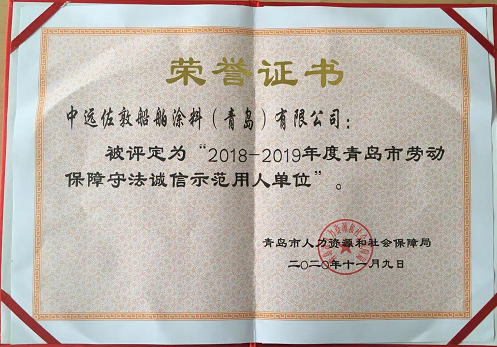 荣誉证书
中远佐敦船舶涂料（青岛）有限公司：
被评定为“2018-2019年度青岛市劳动
保障守法诚信示范用人单位”。
青岛市人力资源和社会保障局
二〇二〇年十一月九日